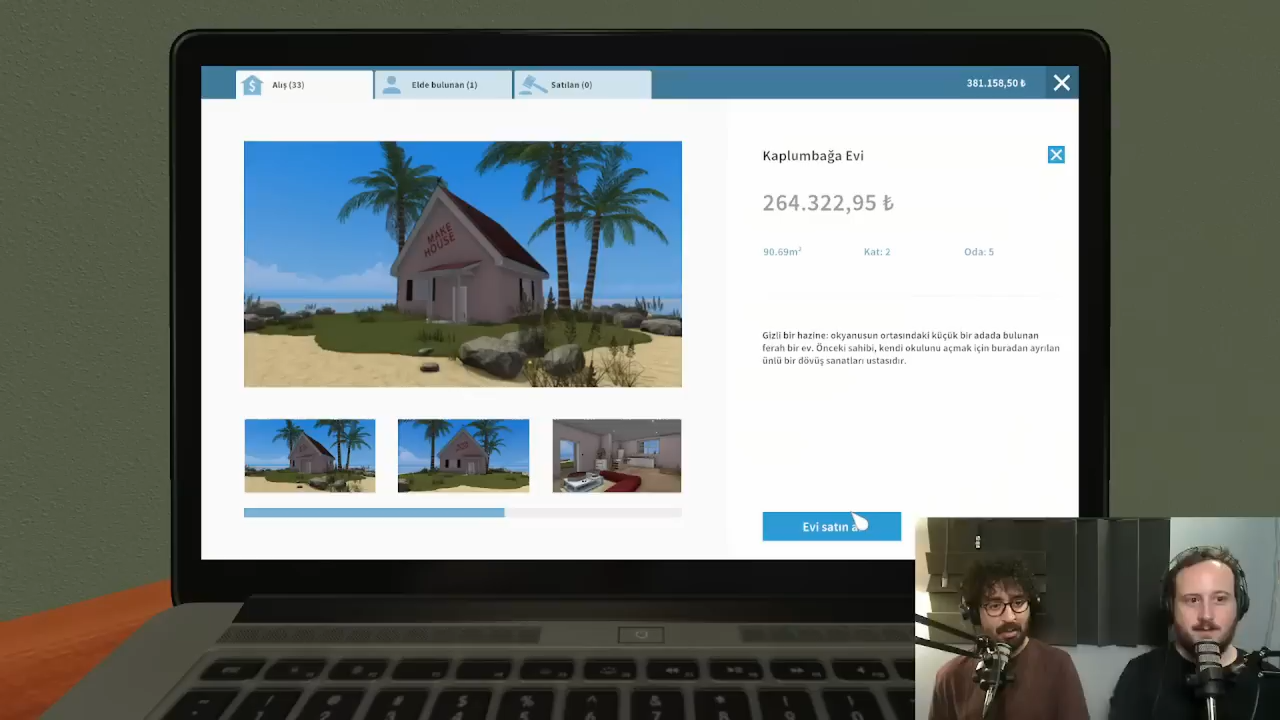 Alış (33)
Elde bulunan (1)
Satılan (0)
381.158,50 ₺
MAKE
HOUSE
Kaplumbağa Evi
264.322,95 ₺
90.69m²
Kat: 2
Oda: 5
Gizli bir hazine: okyanusun ortasındaki küçük bir adada bulunan
ferah bir ev. Önceki sahibi, kendi okulunu açmak için buradan ayrılan
ünlü bir dövüş sanatları ustasıdır.
Evi satın